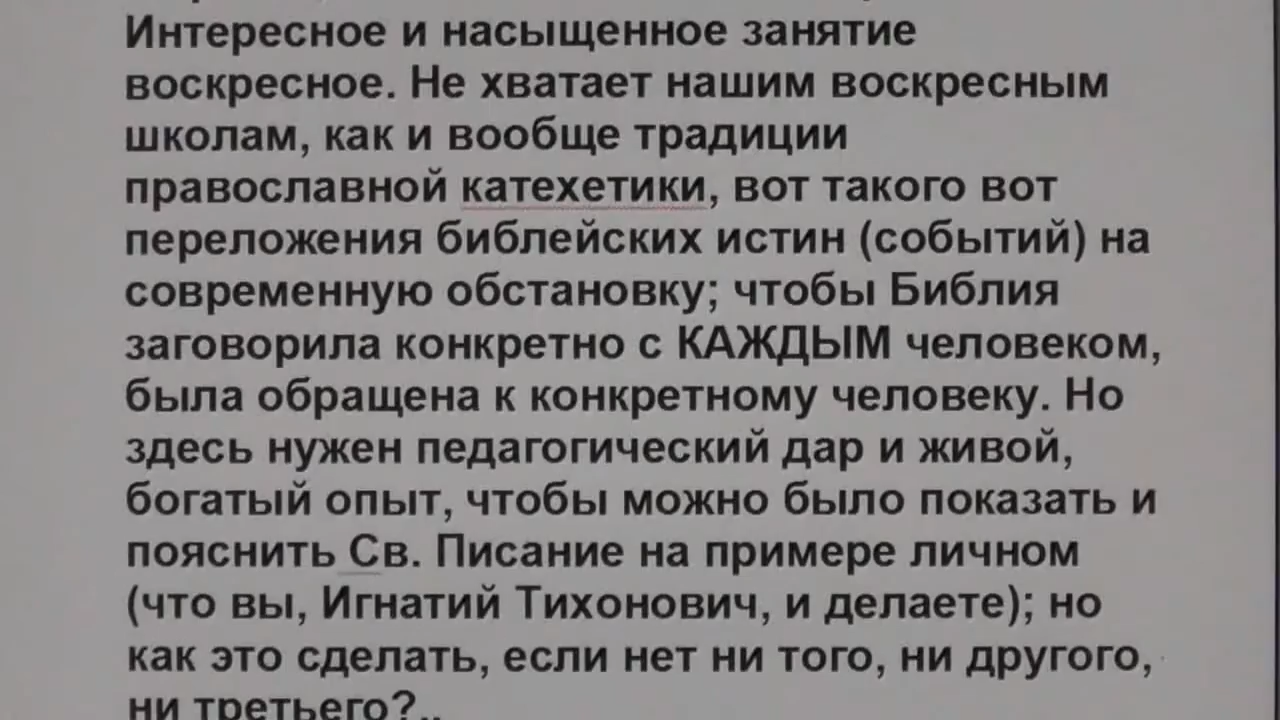 Интересное и насыщенное занятие
воскресное. Не хватает нашим воскресным
школам, как и вообще традиции
православной катехетики, вот такого вот
переложения библейских истин (событий) на
современную обстановку; чтобы Библия
заговорила конкретно с КАЖДЫМ человеком,
была обращена к конкретному человеку. Но
здесь нужен педагогический дар и живой,
богатый опыт, чтобы можно было показать и
пояснить Св. Писание на примере личном
(что вы, Игнатий Тихонович, и делаете); но
как это сделать, если нет ни того, ни другого,
ни третьего?..